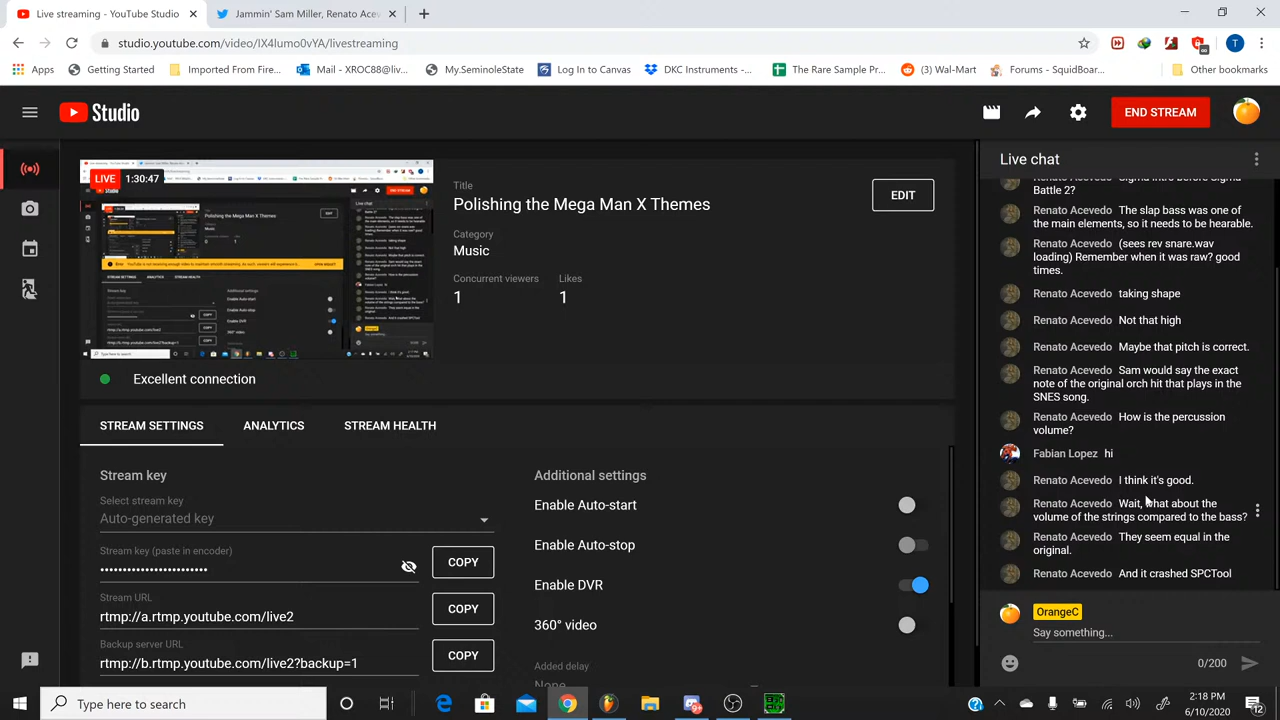 Live streaming - YouTube Studio
Jammin' Sam Miller, Renato Acev
studio.youtube.com/video/IX4lumo0vYA/livestreaming
T
Apps
Getting Started
Imported From Fire...
Mail - XROC88@liv...
My.SeminoleState
Log In to Canvas
DKC Instruments -...
The Rare Sample Pr...
(3) Wal-Mart
Forums - SquidBoar...
Other bookmarks
Studio
END STREAM
LIVE 1:30:47
Title
Polishing the Mega Man X Themes
EDIT
Category
Music
Concurrent viewers
Likes
1
1
Excellent connection
STREAM SETTINGS
ANALYTICS
STREAM HEALTH
Stream key
Select stream key
Auto-generated key
Stream key (paste in encoder)
••••••••••••••••••••••••
COPY
Stream URL
rtmp://a.rtmp.youtube.com/live2
COPY
Backup server URL
rtmp://b.rtmp.youtube.com/live2?backup=1
COPY
Additional settings
Enable Auto-start
Enable Auto-stop
Enable DVR
360° video
Added delay
None
Live chat
Sigma Intro before Sigma
Battle 2?
Renato Acevedo The slap bass was one of
the main elements, so it needs to be hearable.
Renato Acevedo (sees rev snare.wav
loading) Remember when it was raw? good
times.
Renato Acevedo taking shape
Renato Acevedo Not that high
Renato Acevedo Maybe that pitch is correct.
Renato Acevedo Sam would say the exact
note of the original orch hit that plays in the
SNES song.
Renato Acevedo How is the percussion
volume?
Fabian Lopez hi
Renato Acevedo I think it's good.
Renato Acevedo Wait, what about the
volume of the strings compared to the bass?
Renato Acevedo They seem equal in the
original.
Renato Acevedo And it crashed SPCTool
OrangeC
Say something...
0/200
Type here to search
2:18 PM
6/10/2020
12